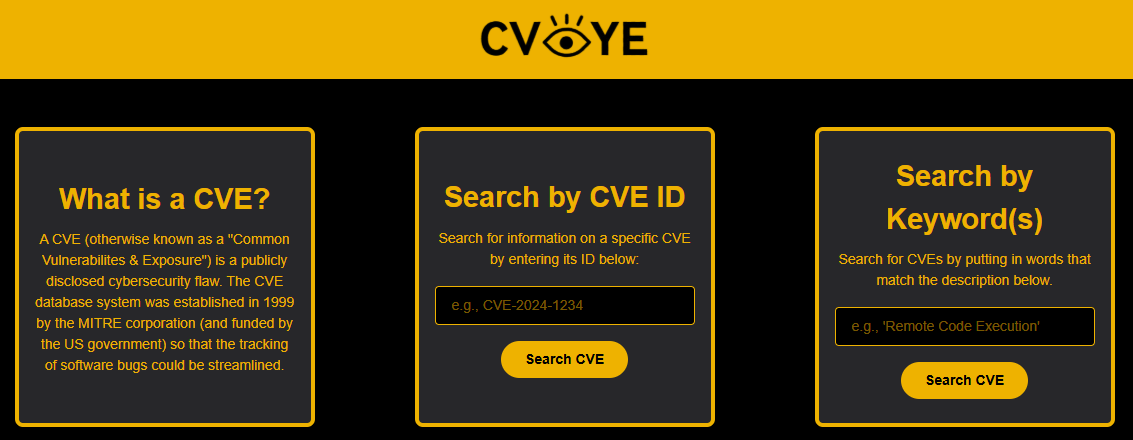 CVEYE
What is a CVE?
A CVE (otherwise known as a "Common
Vulnerabilites & Exposure") is a publicly
disclosed cybersecurity flaw. The CVE
database system was established in 1999
by the MITRE corporation (and funded by
the US government) so that the tracking
of software bugs could be streamlined.
Search by CVE ID
Search for information on a specific CVE
by entering its ID below:
e.g., CVE-2024-1234
Search CVE
Search by
Keyword(s)
Search for CVEs by putting in words that
match the description below.
e.g., 'Remote Code Execution'
Search CVE